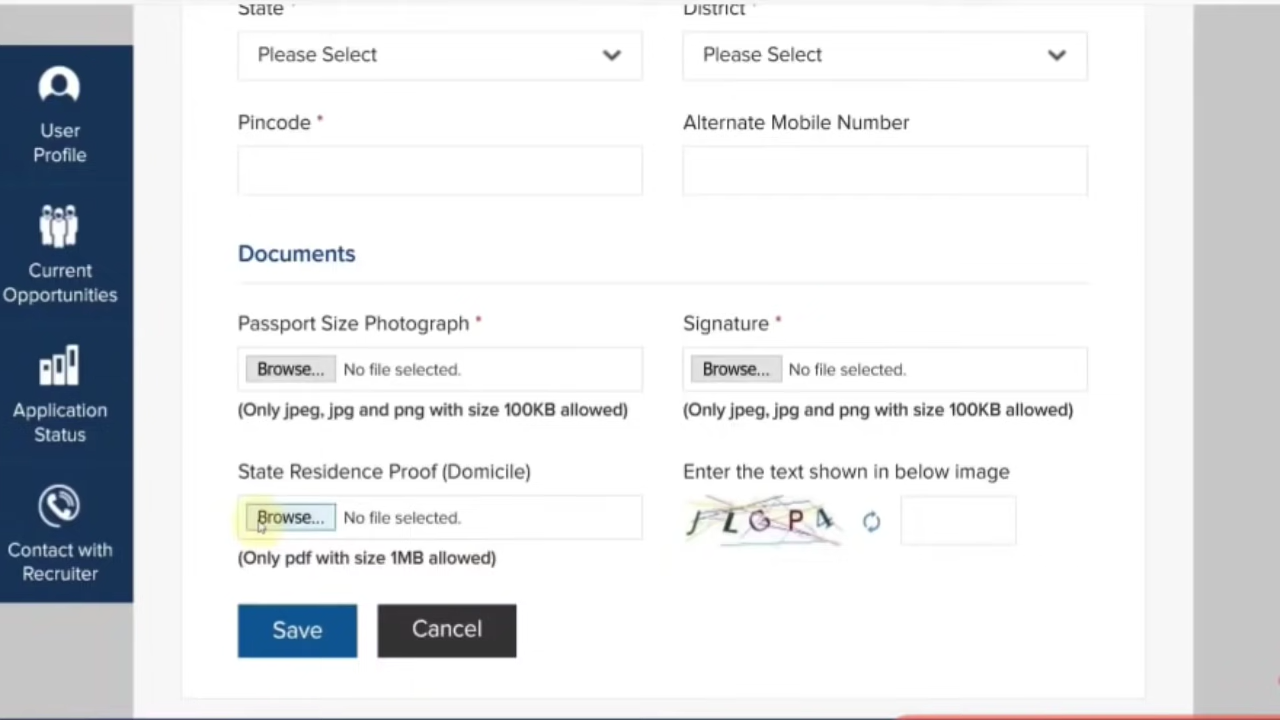 State *
District *
Please Select
Please Select
Pincode *
Alternate Mobile Number
User
Profile
Current
Opportunities
Application
Status
Contact with
Recruiter
Documents
Passport Size Photograph *
Signature *
Browse... No file selected.
Browse... No file selected.
(Only jpeg, jpg and png with size 100KB allowed)
(Only jpeg, jpg and png with size 100KB allowed)
State Residence Proof (Domicile)
Enter the text shown in below image
Browse... No file selected.
J L G P 4
(Only pdf with size 1MB allowed)
Save
Cancel